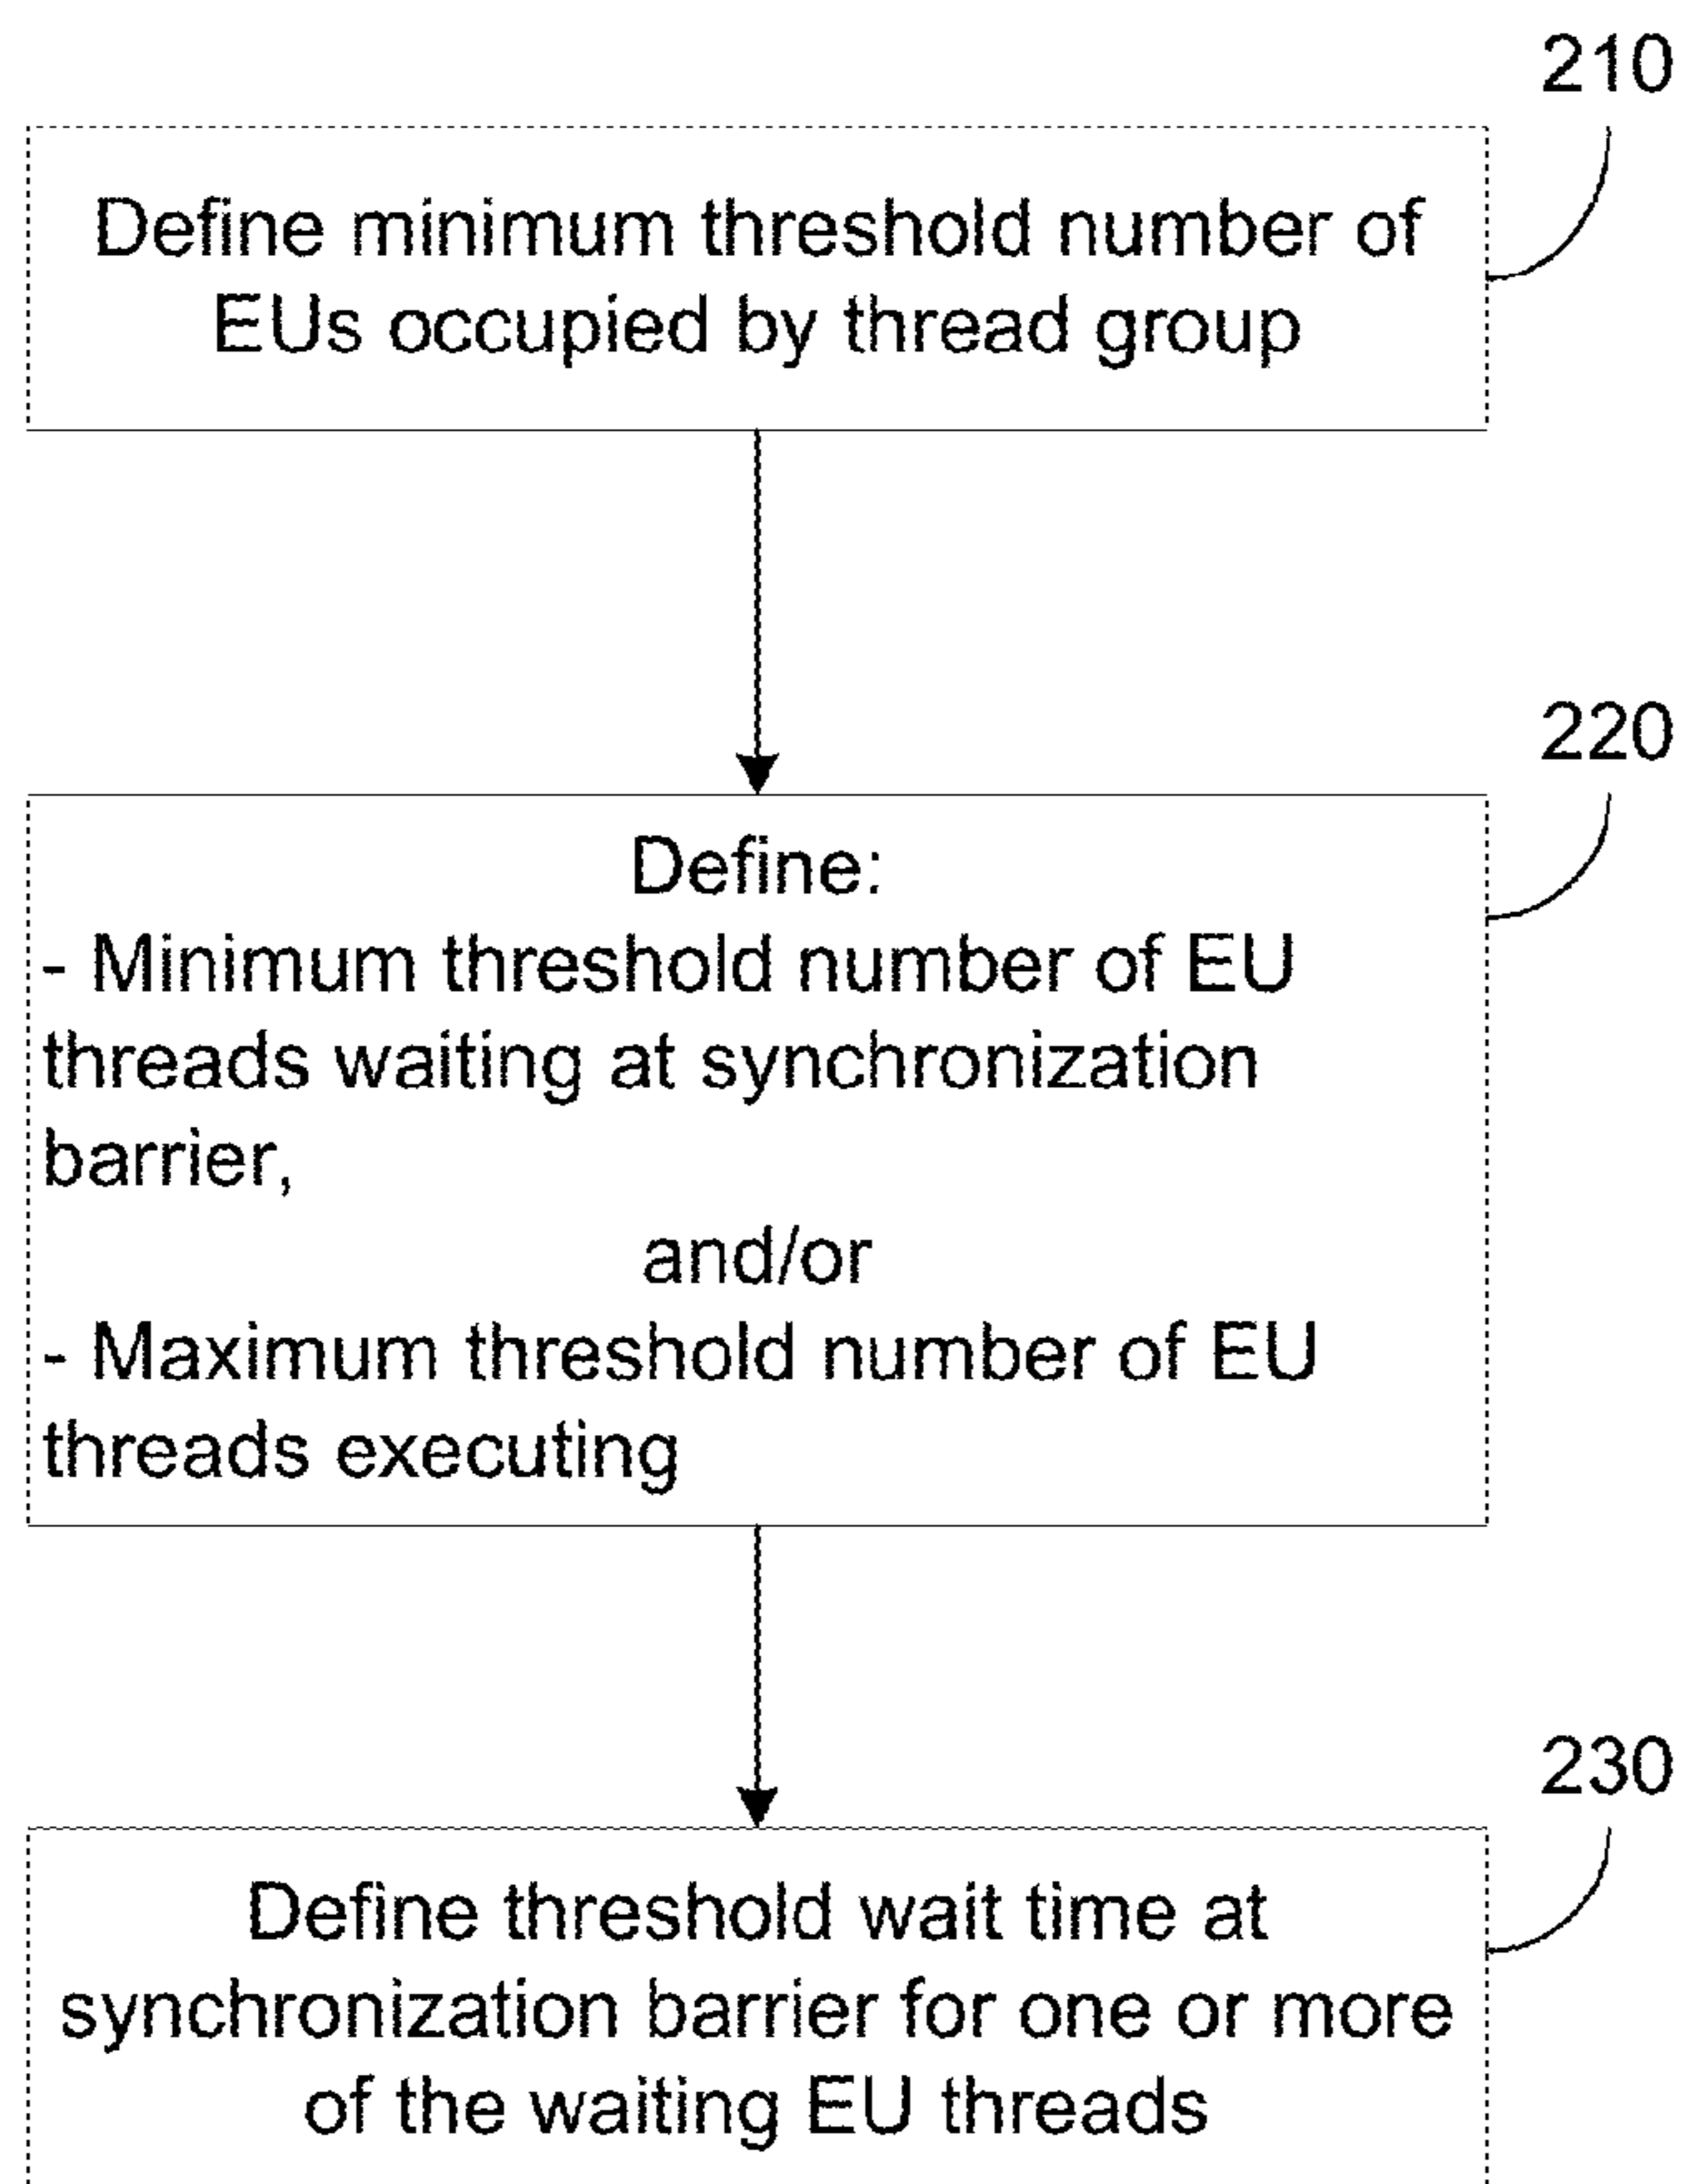 210
Define minimum threshold number of
EUs occupied by thread group
220
Define:
- Minimum threshold number of EU
threads waiting at synchronization
barrier,
and/or
- Maximum threshold number of EU
threads executing
230
Define threshold wait time at
synchronization barrier for one or more
of the waiting EU threads